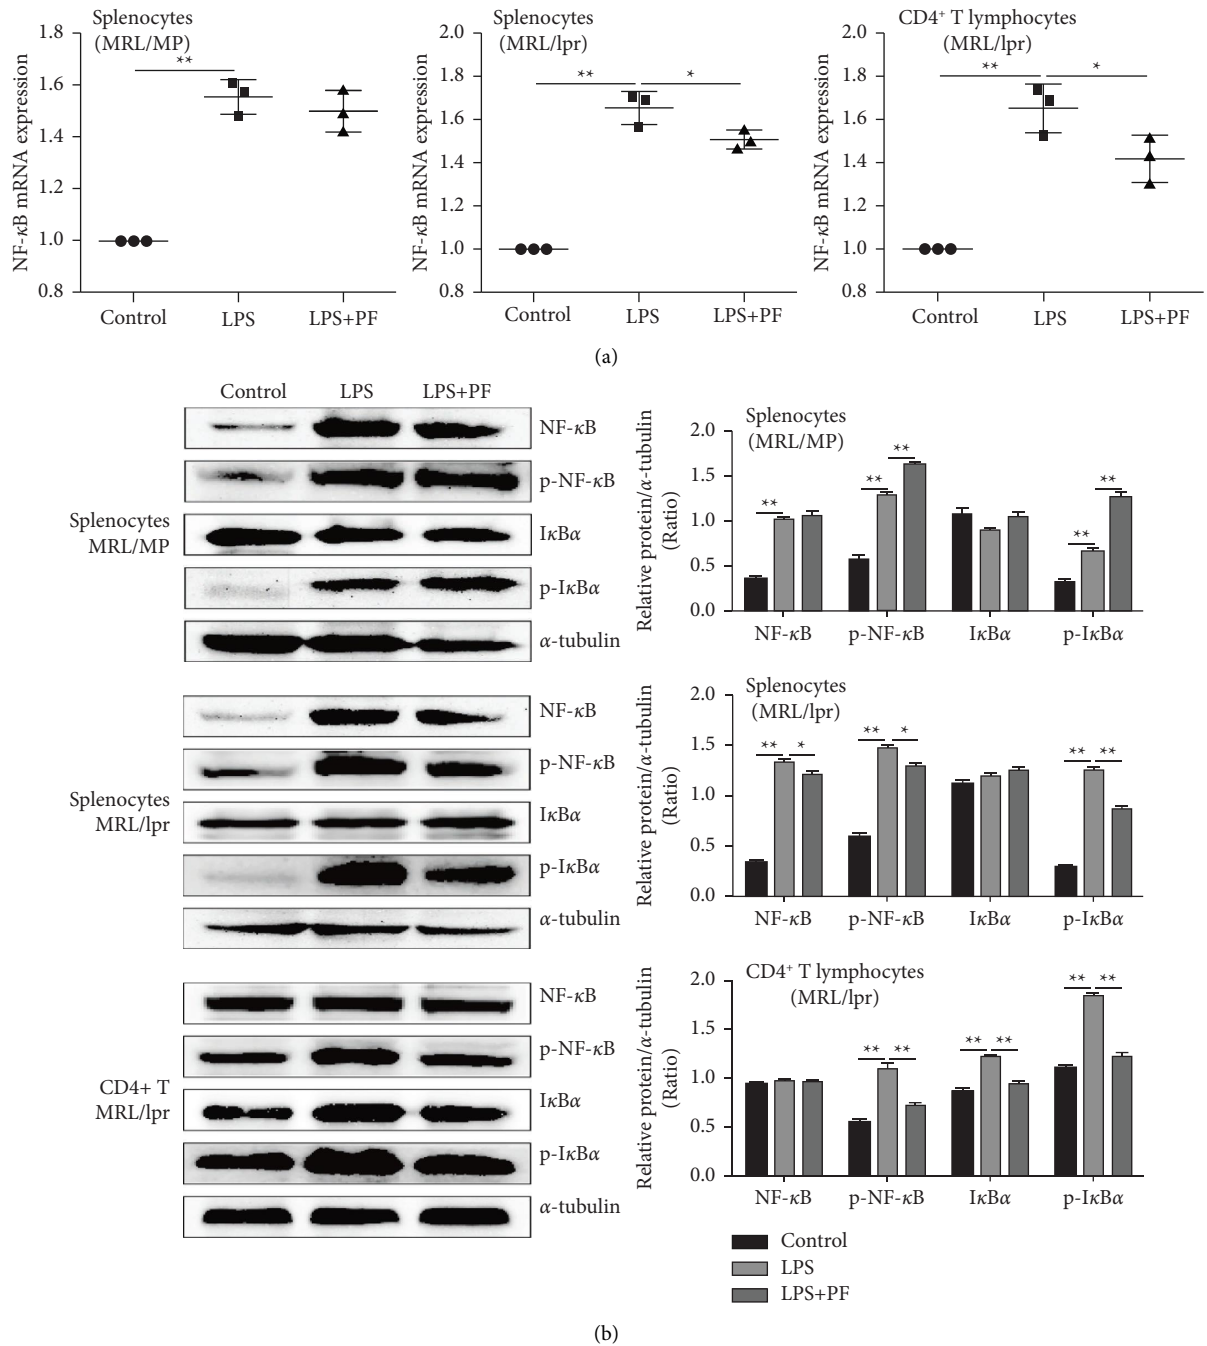 Splenocytes
(MRL/MP)
NF-κB mRNA expression
1.8
1.6
1.4
1.2
1.0
0.8
**
Control
LPS
LPS+PF
Splenocytes
(MRL/lpr)
NF-κB mRNA expression
2.0
1.8
1.6
1.4
1.2
1.0
0.8
**
*
Control
LPS
LPS+PF
CD4⁺ T lymphocytes
(MRL/lpr)
NF-κB mRNA expression
2.0
1.8
1.6
1.4
1.2
1.0
0.8
**
*
Control
LPS
LPS+PF
(a)
Control
LPS
LPS+PF
Splenocytes
MRL/MP
NF-κB
p-NF-κB
IκBα
p-IκBα
α-tubulin
Splenocytes
MRL/lpr
NF-κB
p-NF-κB
IκBα
p-IκBα
α-tubulin
CD4+ T
MRL/lpr
NF-κB
p-NF-κB
IκBα
p-IκBα
α-tubulin
Splenocytes
(MRL/MP)
Relative protein/α-tubulin
(Ratio)
2.0
1.5
1.0
0.5
0.0
**
**
**
**
**
NF-κB
p-NF-κB
IκBα
p-IκBα
Splenocytes
(MRL/lpr)
Relative protein/α-tubulin
(Ratio)
2.0
1.5
1.0
0.5
0.0
**
*
**
*
**
**
NF-κB
p-NF-κB
IκBα
p-IκBα
CD4⁺ T lymphocytes
(MRL/lpr)
Relative protein/α-tubulin
(Ratio)
2.0
1.5
1.0
0.5
0.0
**
**
**
**
**
**
NF-κB
p-NF-κB
IκBα
p-IκBα
Control
LPS
LPS+PF
(b)